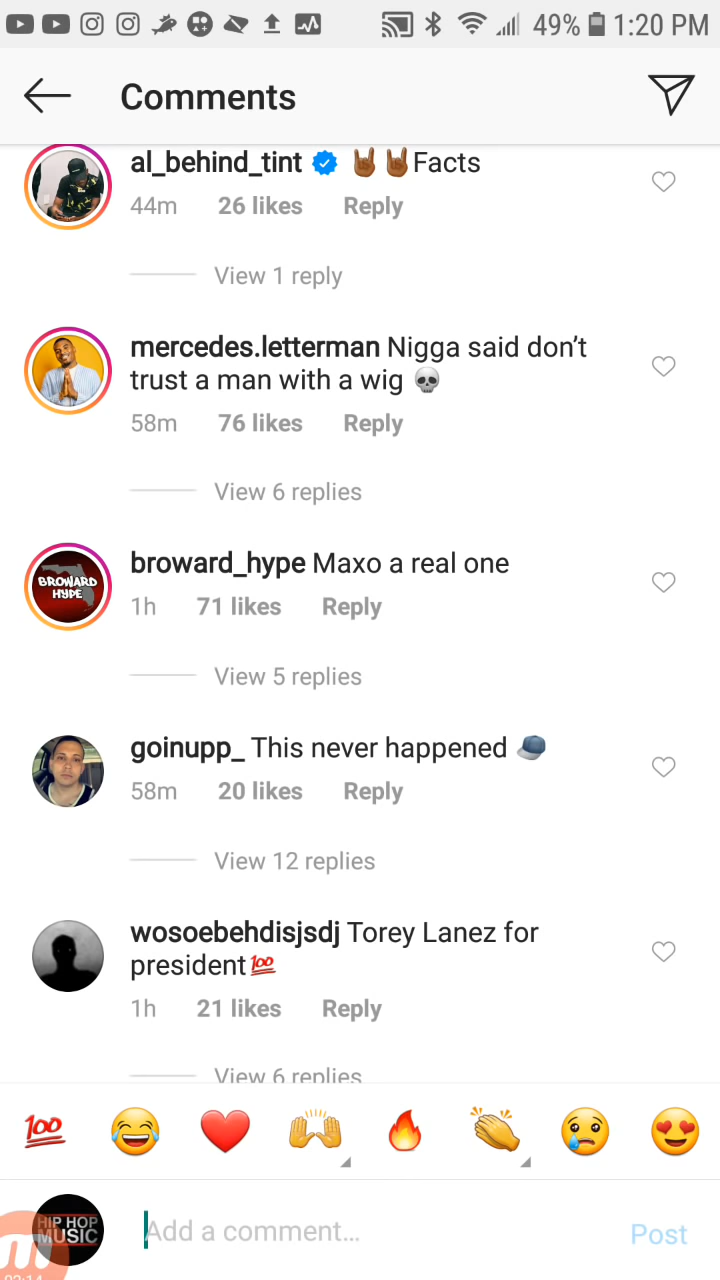 49% 1:20 PM
Comments
al_behind_tint 🤘🏾🤘🏾Facts
44m 26 likes Reply
View 1 reply
mercedes.letterman Nigga said don't
trust a man with a wig 💀
58m 76 likes Reply
View 6 replies
BROWARD
HYPE
broward_hype Maxo a real one
1h 71 likes Reply
View 5 replies
goinupp_ This never happened 🧢
58m 20 likes Reply
View 12 replies
wosoebehdisjsdj Torey Lanez for
president💯
1h 21 likes Reply
View 6 replies
💯 😂 ❤️ 🙌 🔥 👏 😢 😍
HIP HOP
MUSIC
Add a comment... Post
02:14